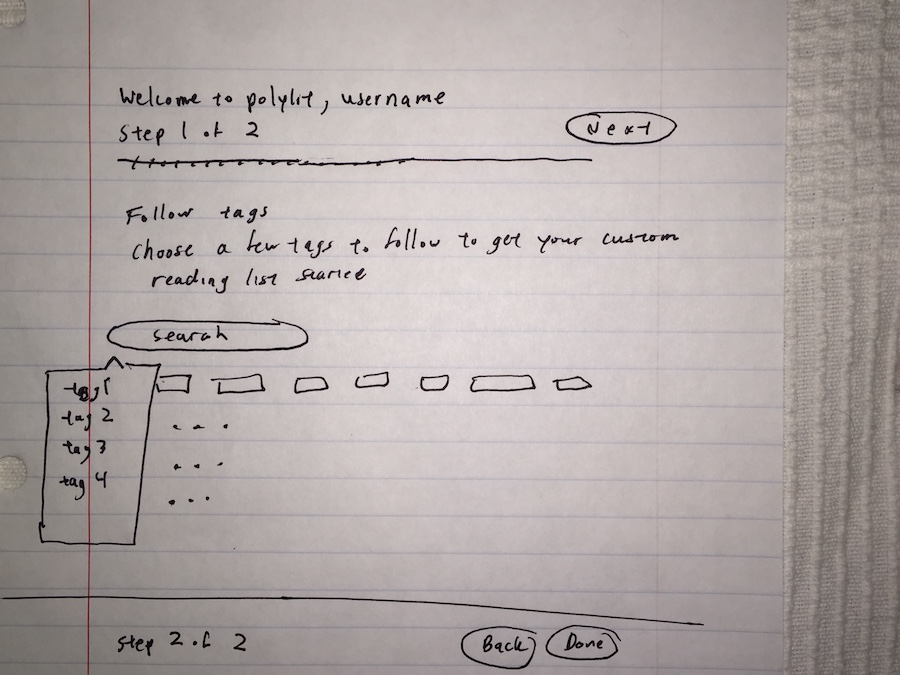 Welcome to polylit, username
Step 1 of 2
Next
Follow tags
Choose a few tags to follow to get your custom
reading list started
search
tag 1
tag 2
tag 3
tag 4
Step 2 of 2
Back
Done